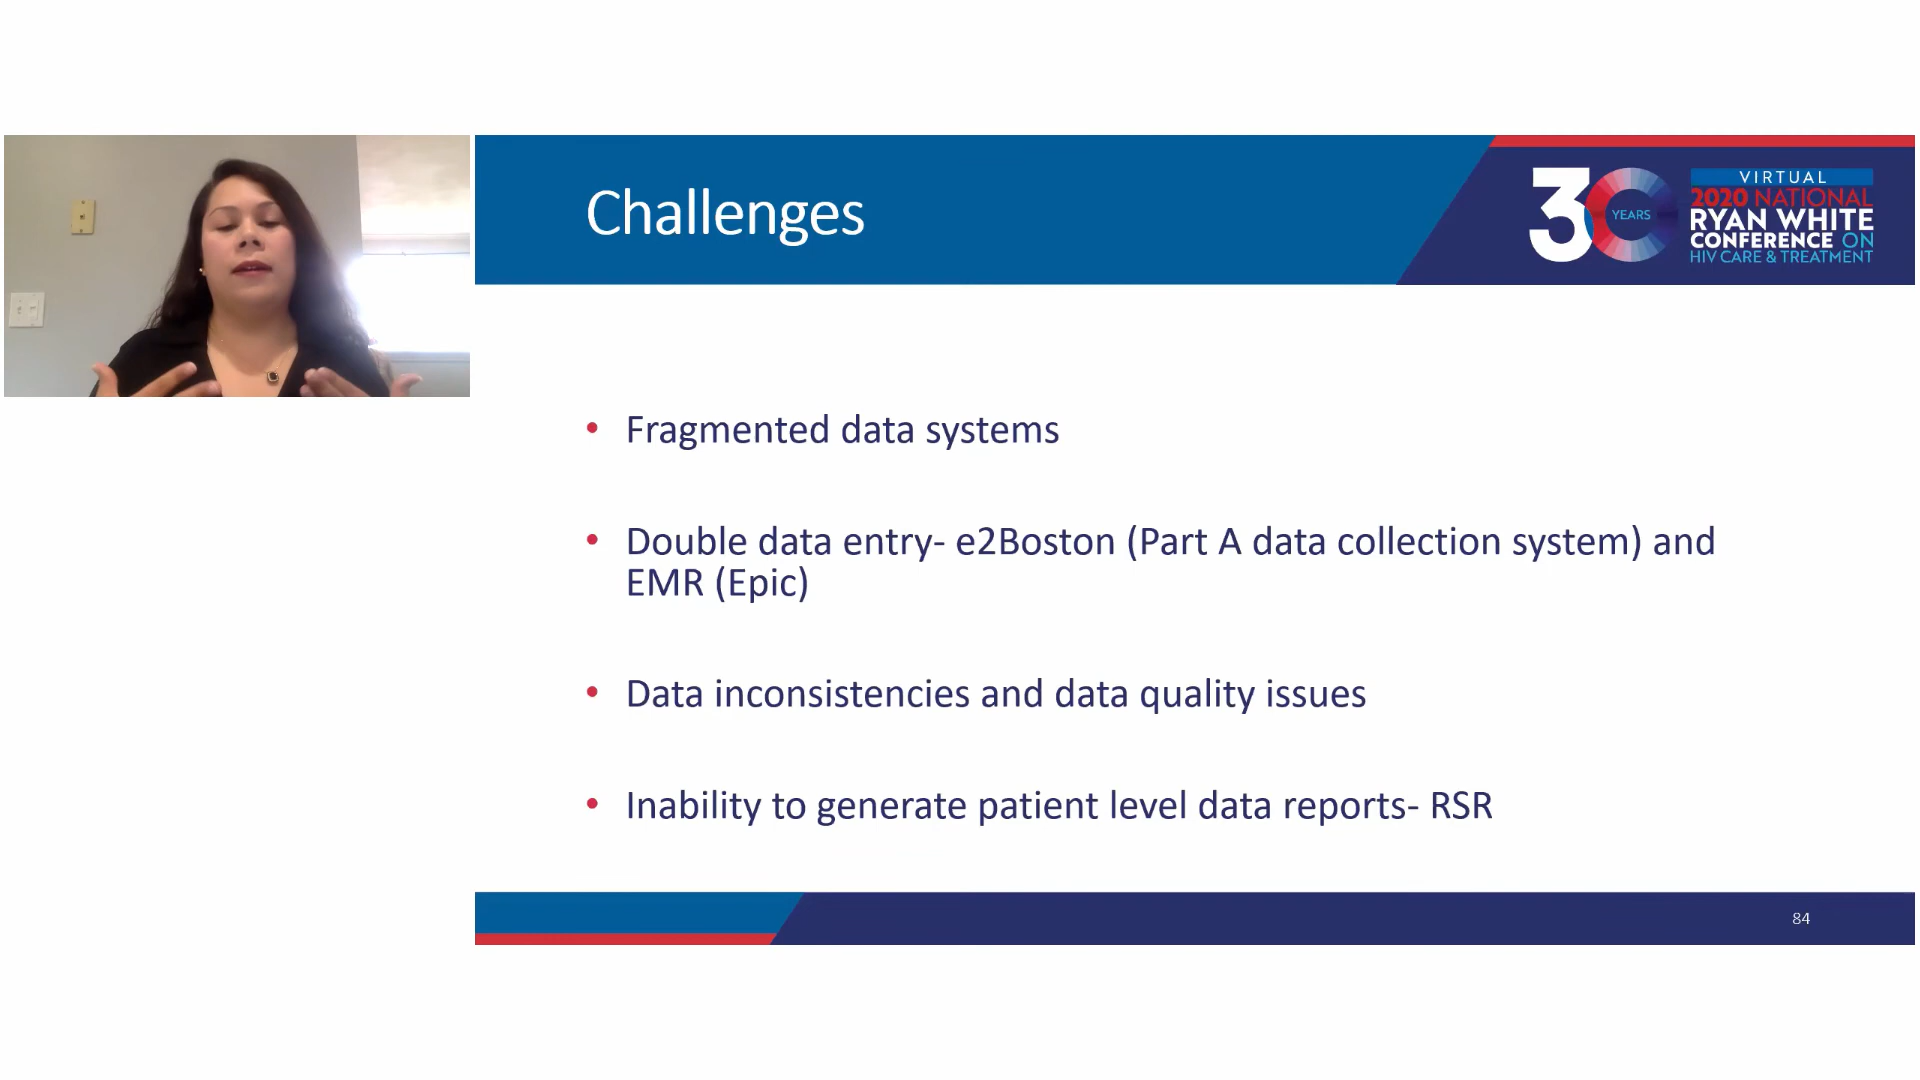 Challenges
30
YEARS
VIRTUAL
2020 NATIONAL
RYAN WHITE
CONFERENCE ON
HIV CARE & TREATMENT
• Fragmented data systems
• Double data entry- e2Boston (Part A data collection system) and
EMR (Epic)
• Data inconsistencies and data quality issues
• Inability to generate patient level data reports- RSR
84